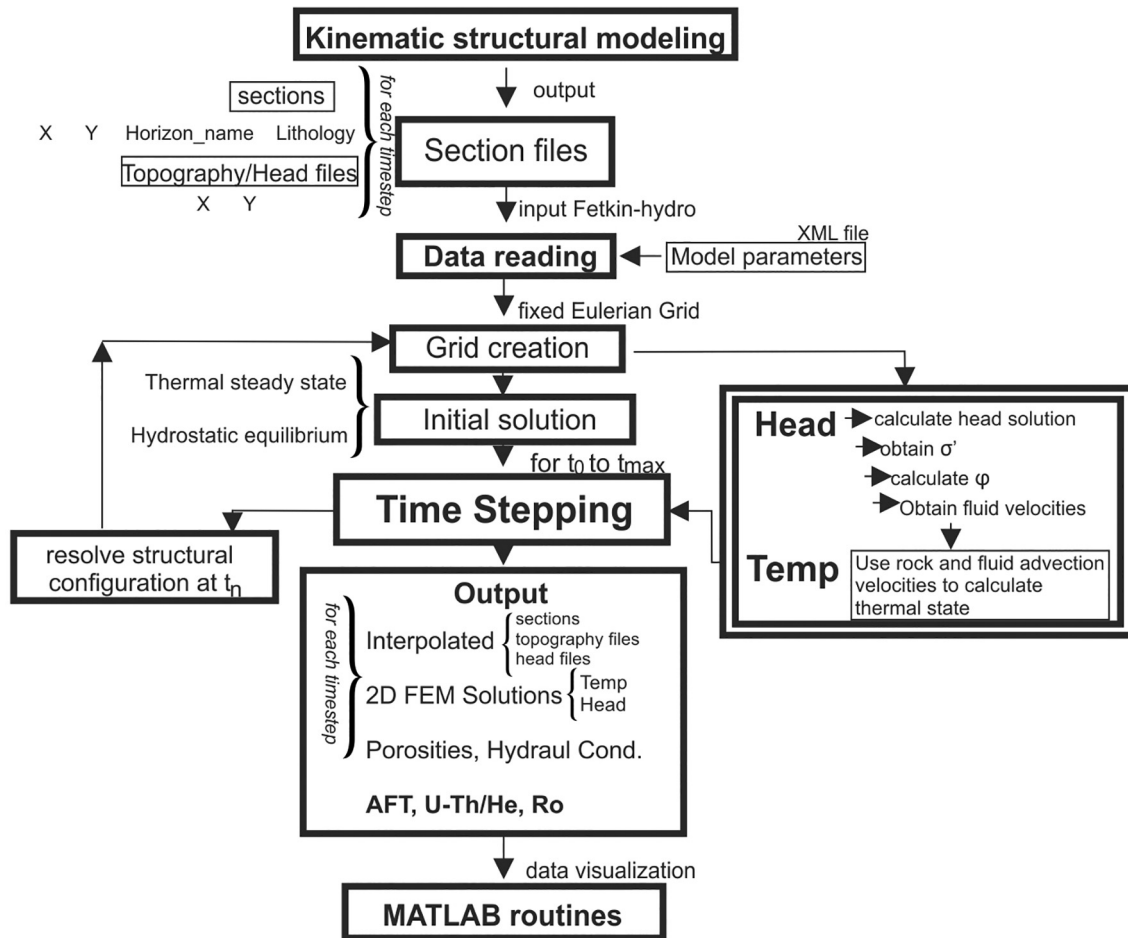 Kinematic structural modeling
output
sections
for each timestep
X Y Horizon_name Lithology
Section files
Topography/Head files
X Y
input Fetkin-hydro
XML file
Data reading
Model parameters
fixed Eulerian Grid
Grid creation
Thermal steady state
Initial solution
Hydrostatic equilibrium
for t0 to tmax
Time Stepping
Head
calculate head solution
obtain σ’
calculate φ
Obtain fluid velocities
Temp
Use rock and fluid advection
velocities to calculate
thermal state
resolve structural
configuration at tn
Output
for each timestep
Interpolated
sections
topography files
head files
2D FEM Solutions
Temp
Head
Porosities, Hydraul Cond.
AFT, U-Th/He, Ro
data visualization
MATLAB routines